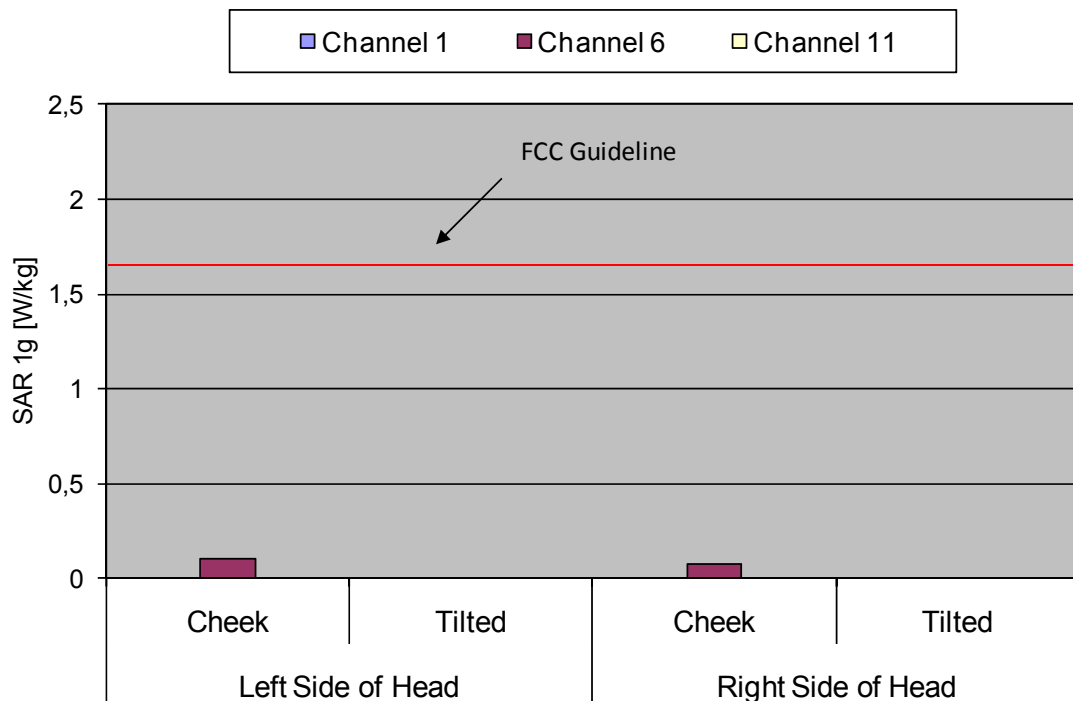 Channel 1 Channel 6 Channel 11
SAR 1g [W/kg]
2,5
2
1,5
1
0,5
0
FCC Guideline
Cheek Tilted Cheek Tilted
Left Side of Head Right Side of Head